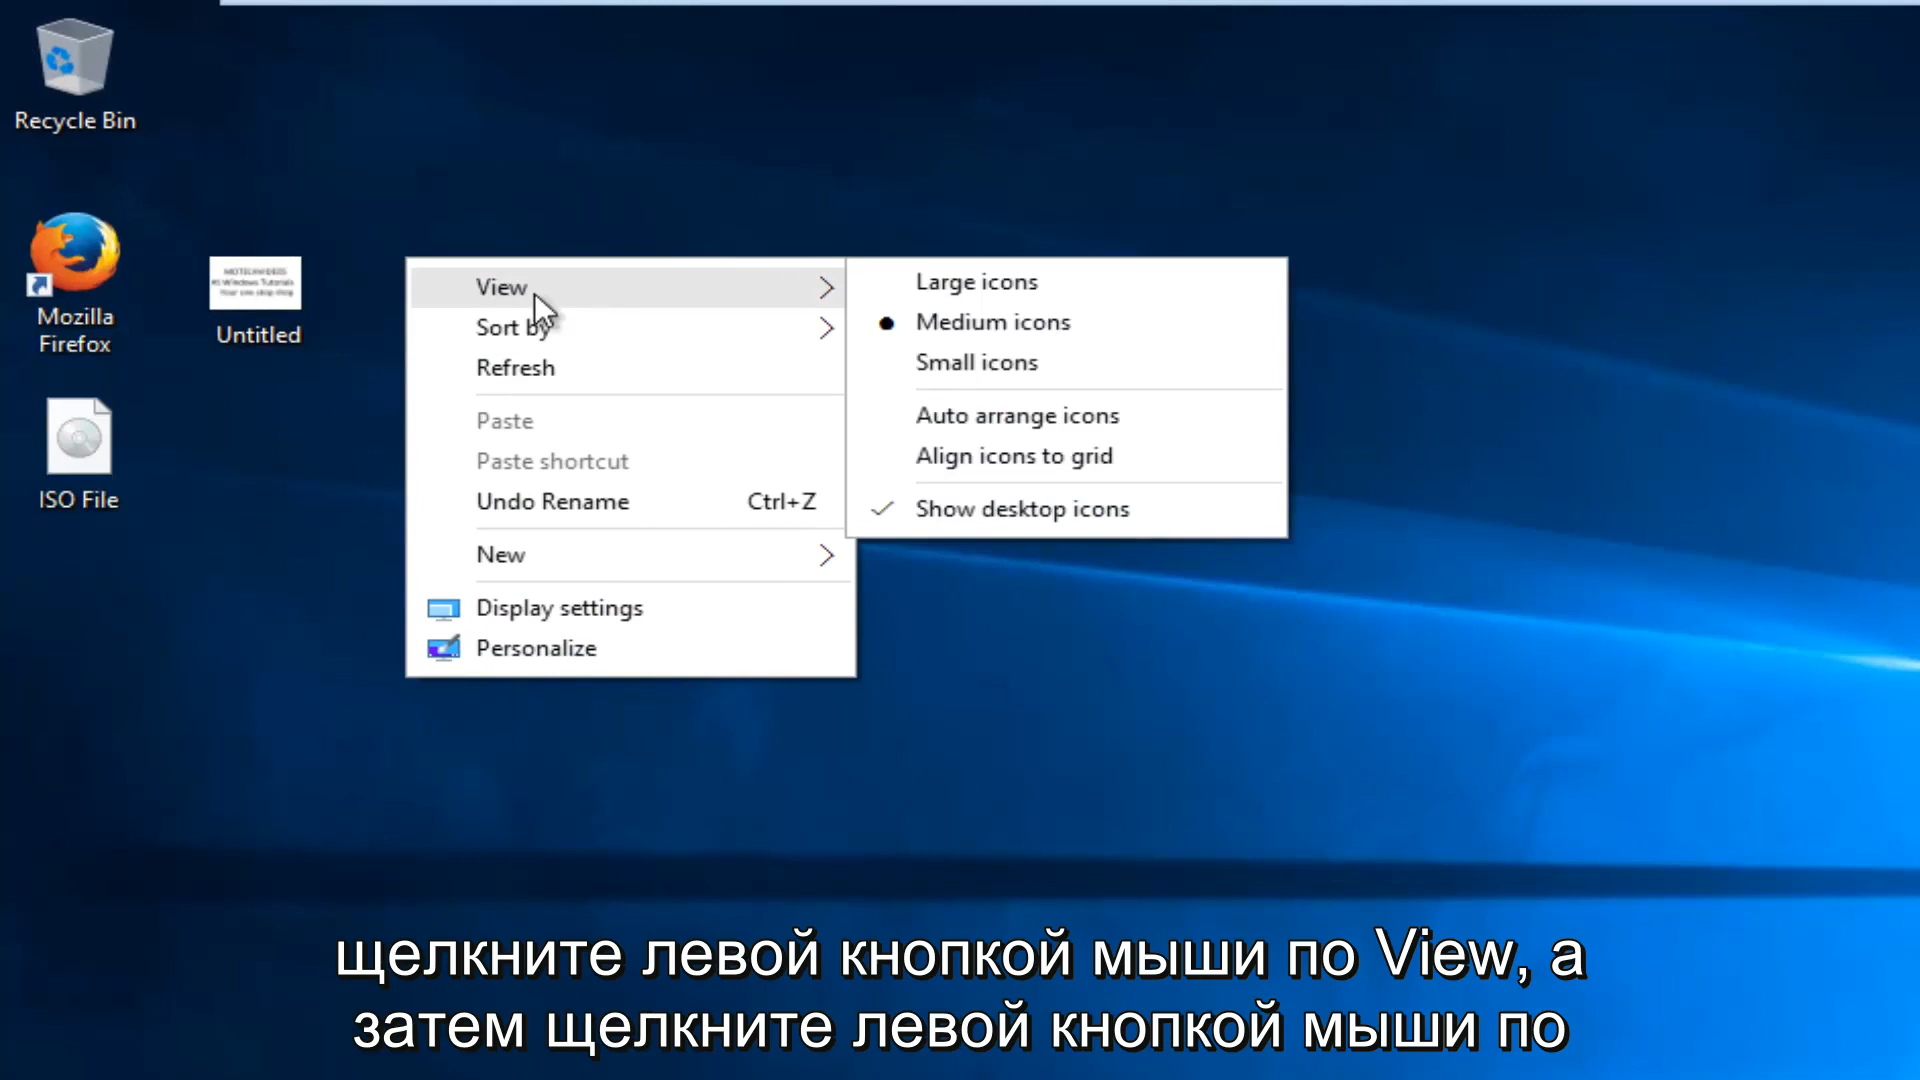 Recycle Bin
Mozilla
Firefox
Untitled
ISO File
View
Sort by
Refresh
Paste
Paste shortcut
Undo Rename Ctrl+Z
New
Display settings
Personalize
Large icons
Medium icons
Small icons
Auto arrange icons
Align icons to grid
Show desktop icons
щелкните левой кнопкой мыши по View, а
затем щелкните левой кнопкой мыши по